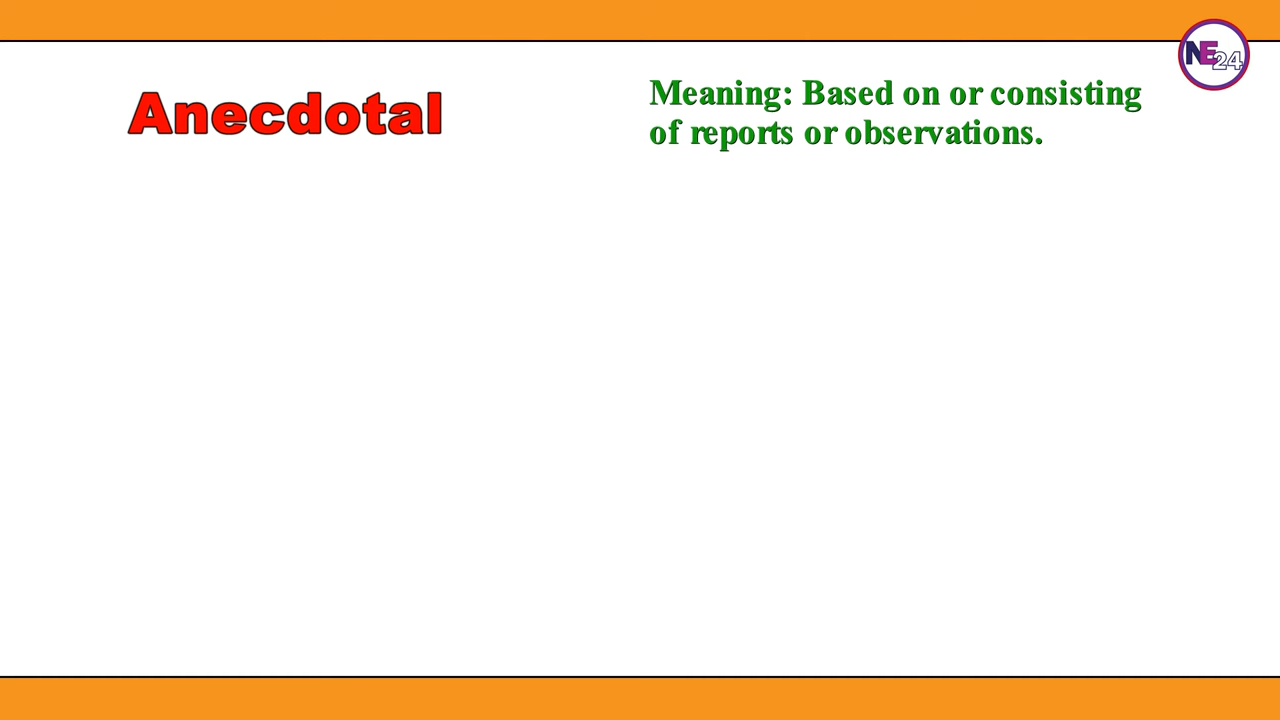 NE24
Anecdotal
Meaning: Based on or consisting
of reports or observations.